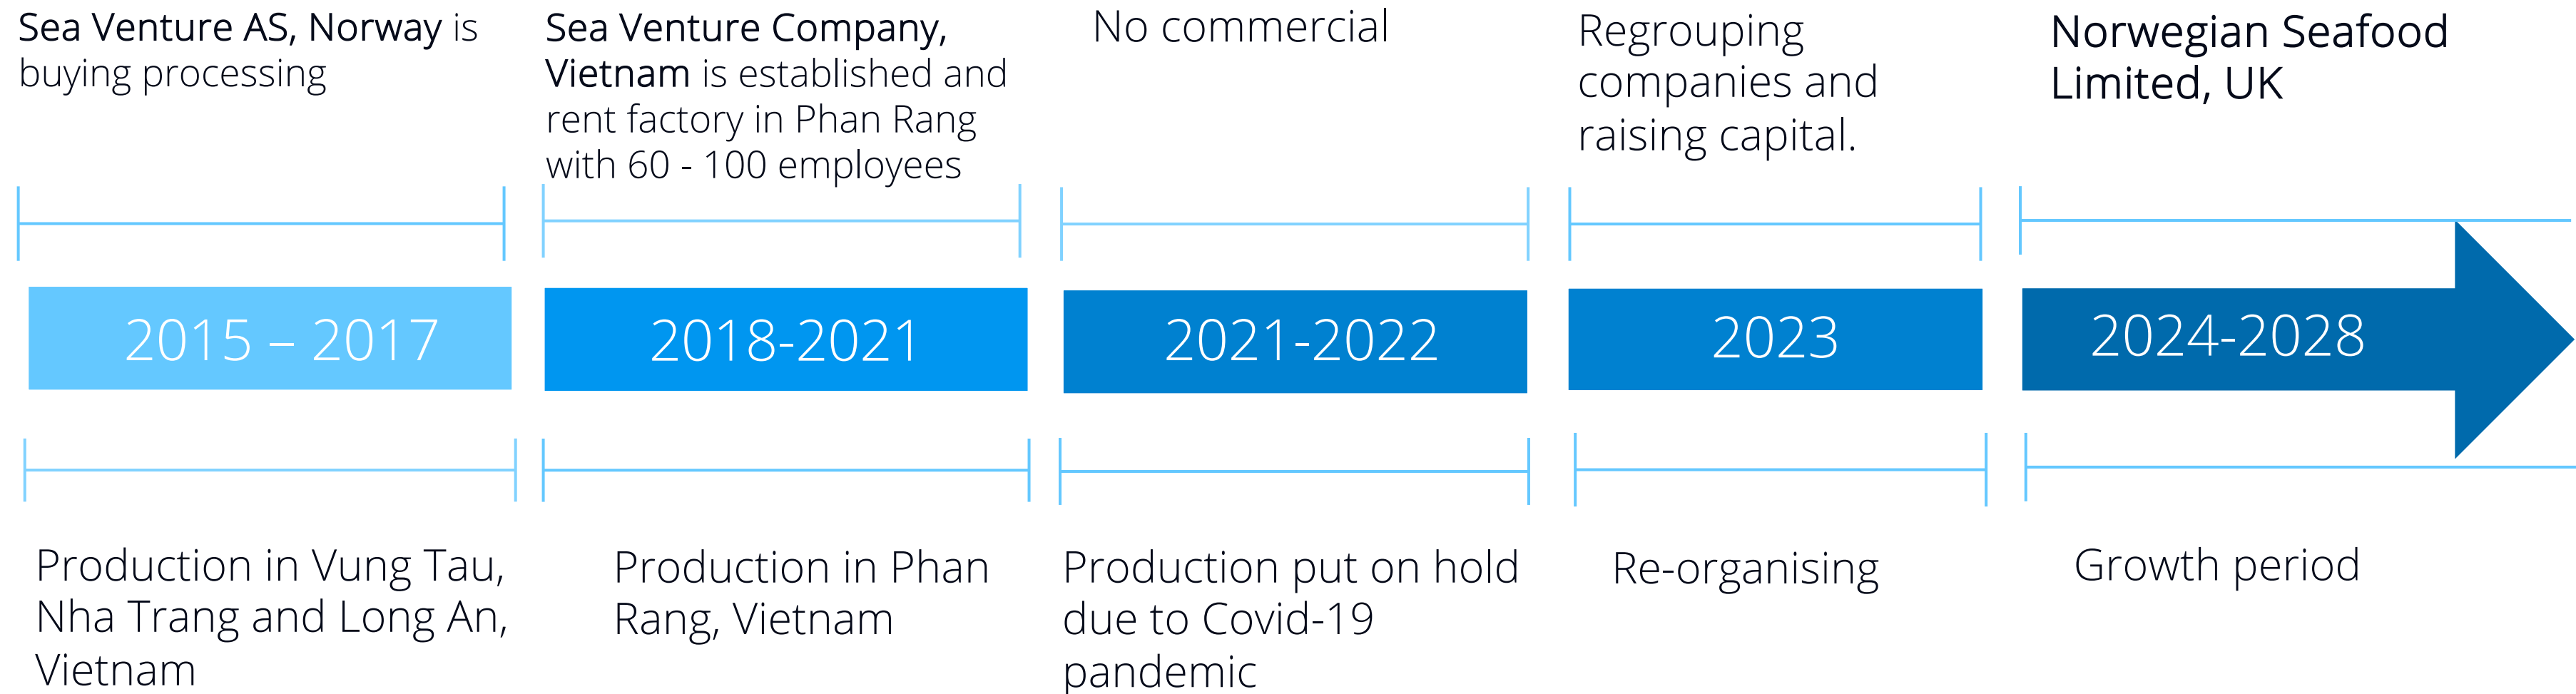 Sea Venture AS, Norway is
buying processing
Sea Venture Company,
Vietnam is established and
rent factory in Phan Rang
with 60 - 100 employees
No commercial
Regrouping
companies and
raising capital.
Norwegian Seafood
Limited, UK
2015 – 2017
2018-2021
2021-2022
2023
2024-2028
Production in Vung Tau,
Nha Trang and Long An,
Vietnam
Production in Phan
Rang, Vietnam
Production put on hold
due to Covid-19
pandemic
Re-organising
Growth period